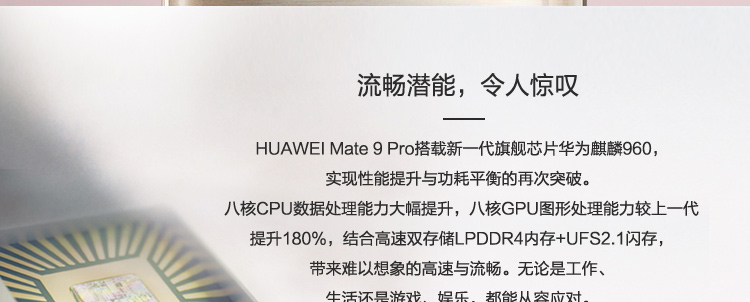 流畅潜能，令人惊叹
HUAWEI Mate 9 Pro搭载新一代旗舰芯片华为麒麟960，
实现性能提升与功耗平衡的再次突破。
八核CPU数据处理能力大幅提升，八核GPU图形处理能力较上一代
提升180%，结合高速双存储LPDDR4内存+UFS2.1闪存，
带来难以想象的高速与流畅。无论是工作、
生活还是游戏、娱乐，都能从容应对。